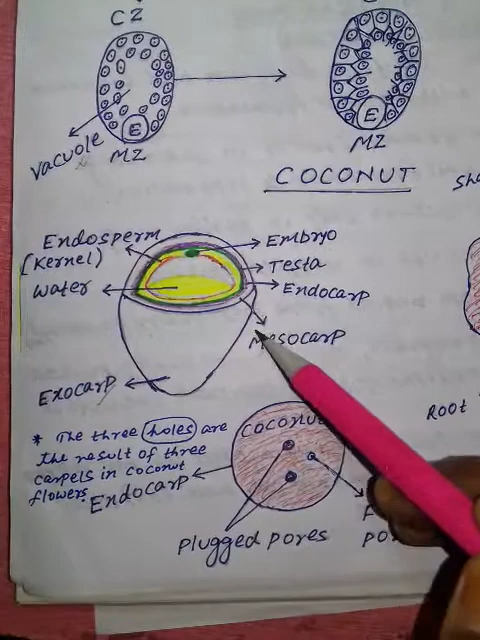 CZ
E
E
vacuole
MZ
MZ
COCONUT
Endosperm
(Kernel)
Embryo
Testa
Water
Endocarp
Mesocarp
Exocarp
* The three holes are
the result of three
carpels in coconut
flowers.
Endocarp
COCONUT
Root
Plugged pores